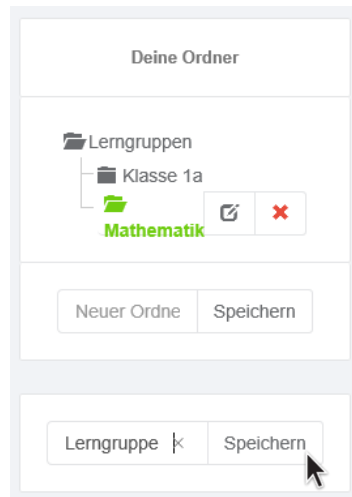 Deine Ordner
Lerngruppen
Klasse 1a
Mathematik
Neuer Ordne Speichern
Lerngruppe Speichern